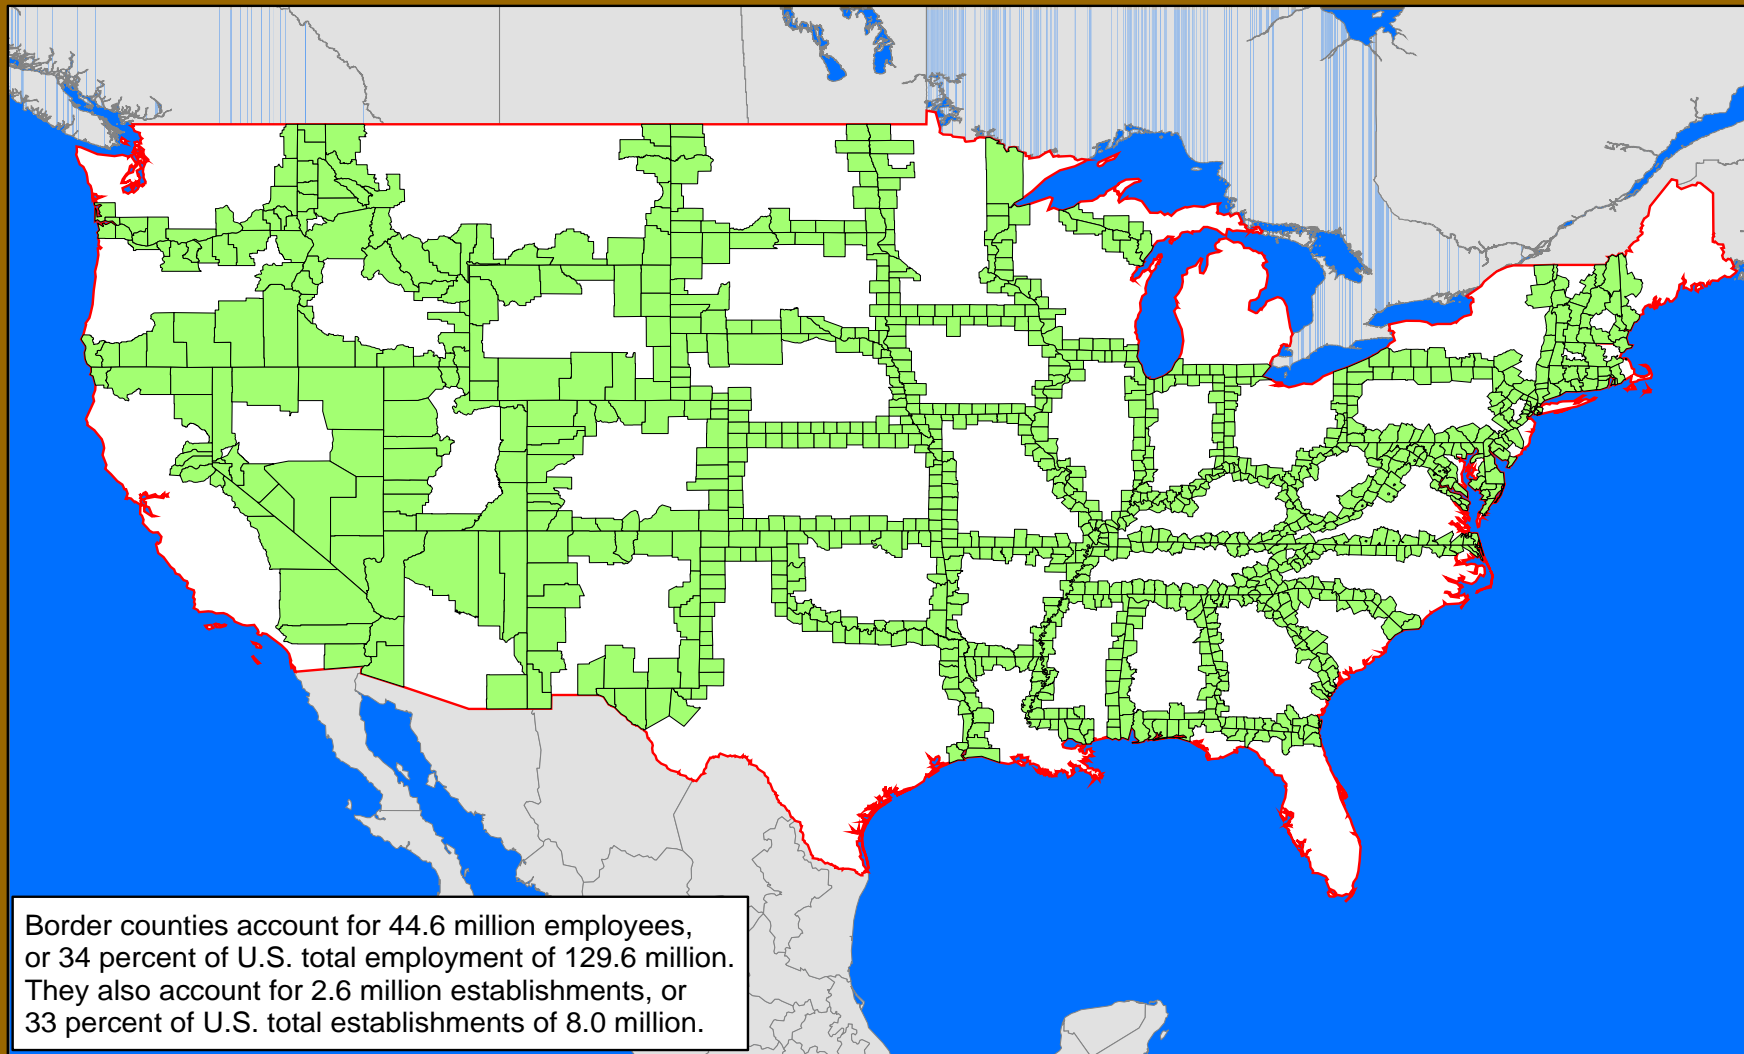 Border counties account for 44.6 million employees,
or 34 percent of U.S. total employment of 129.6 million.
They also account for 2.6 million establishments, or
33 percent of U.S. total establishments of 8.0 million.